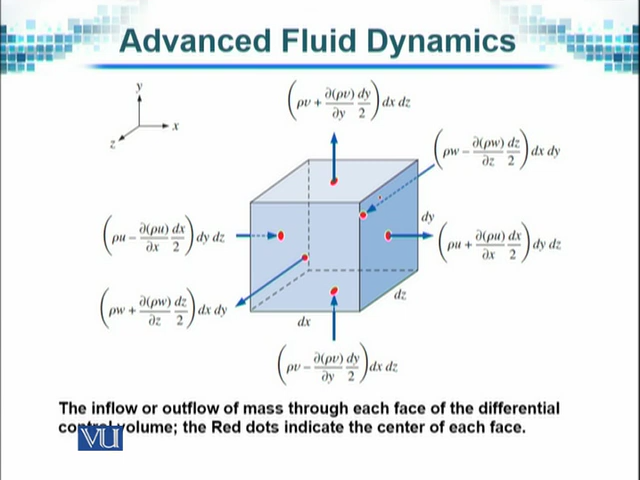 Advanced Fluid Dynamics
y
x
z
(ρv + ∂(ρv)/∂y dy/2) dx dz
(ρw − ∂(ρw)/∂z dz/2) dx dy
(ρu − ∂(ρu)/∂x dx/2) dy dz
dy
(ρu + ∂(ρu)/∂x dx/2) dy dz
(ρw + ∂(ρw)/∂z dz/2) dx dy
dz
dx
(ρv − ∂(ρv)/∂y dy/2) dx dz
The inflow or outflow of mass through each face of the differential
control volume; the Red dots indicate the center of each face.
VU